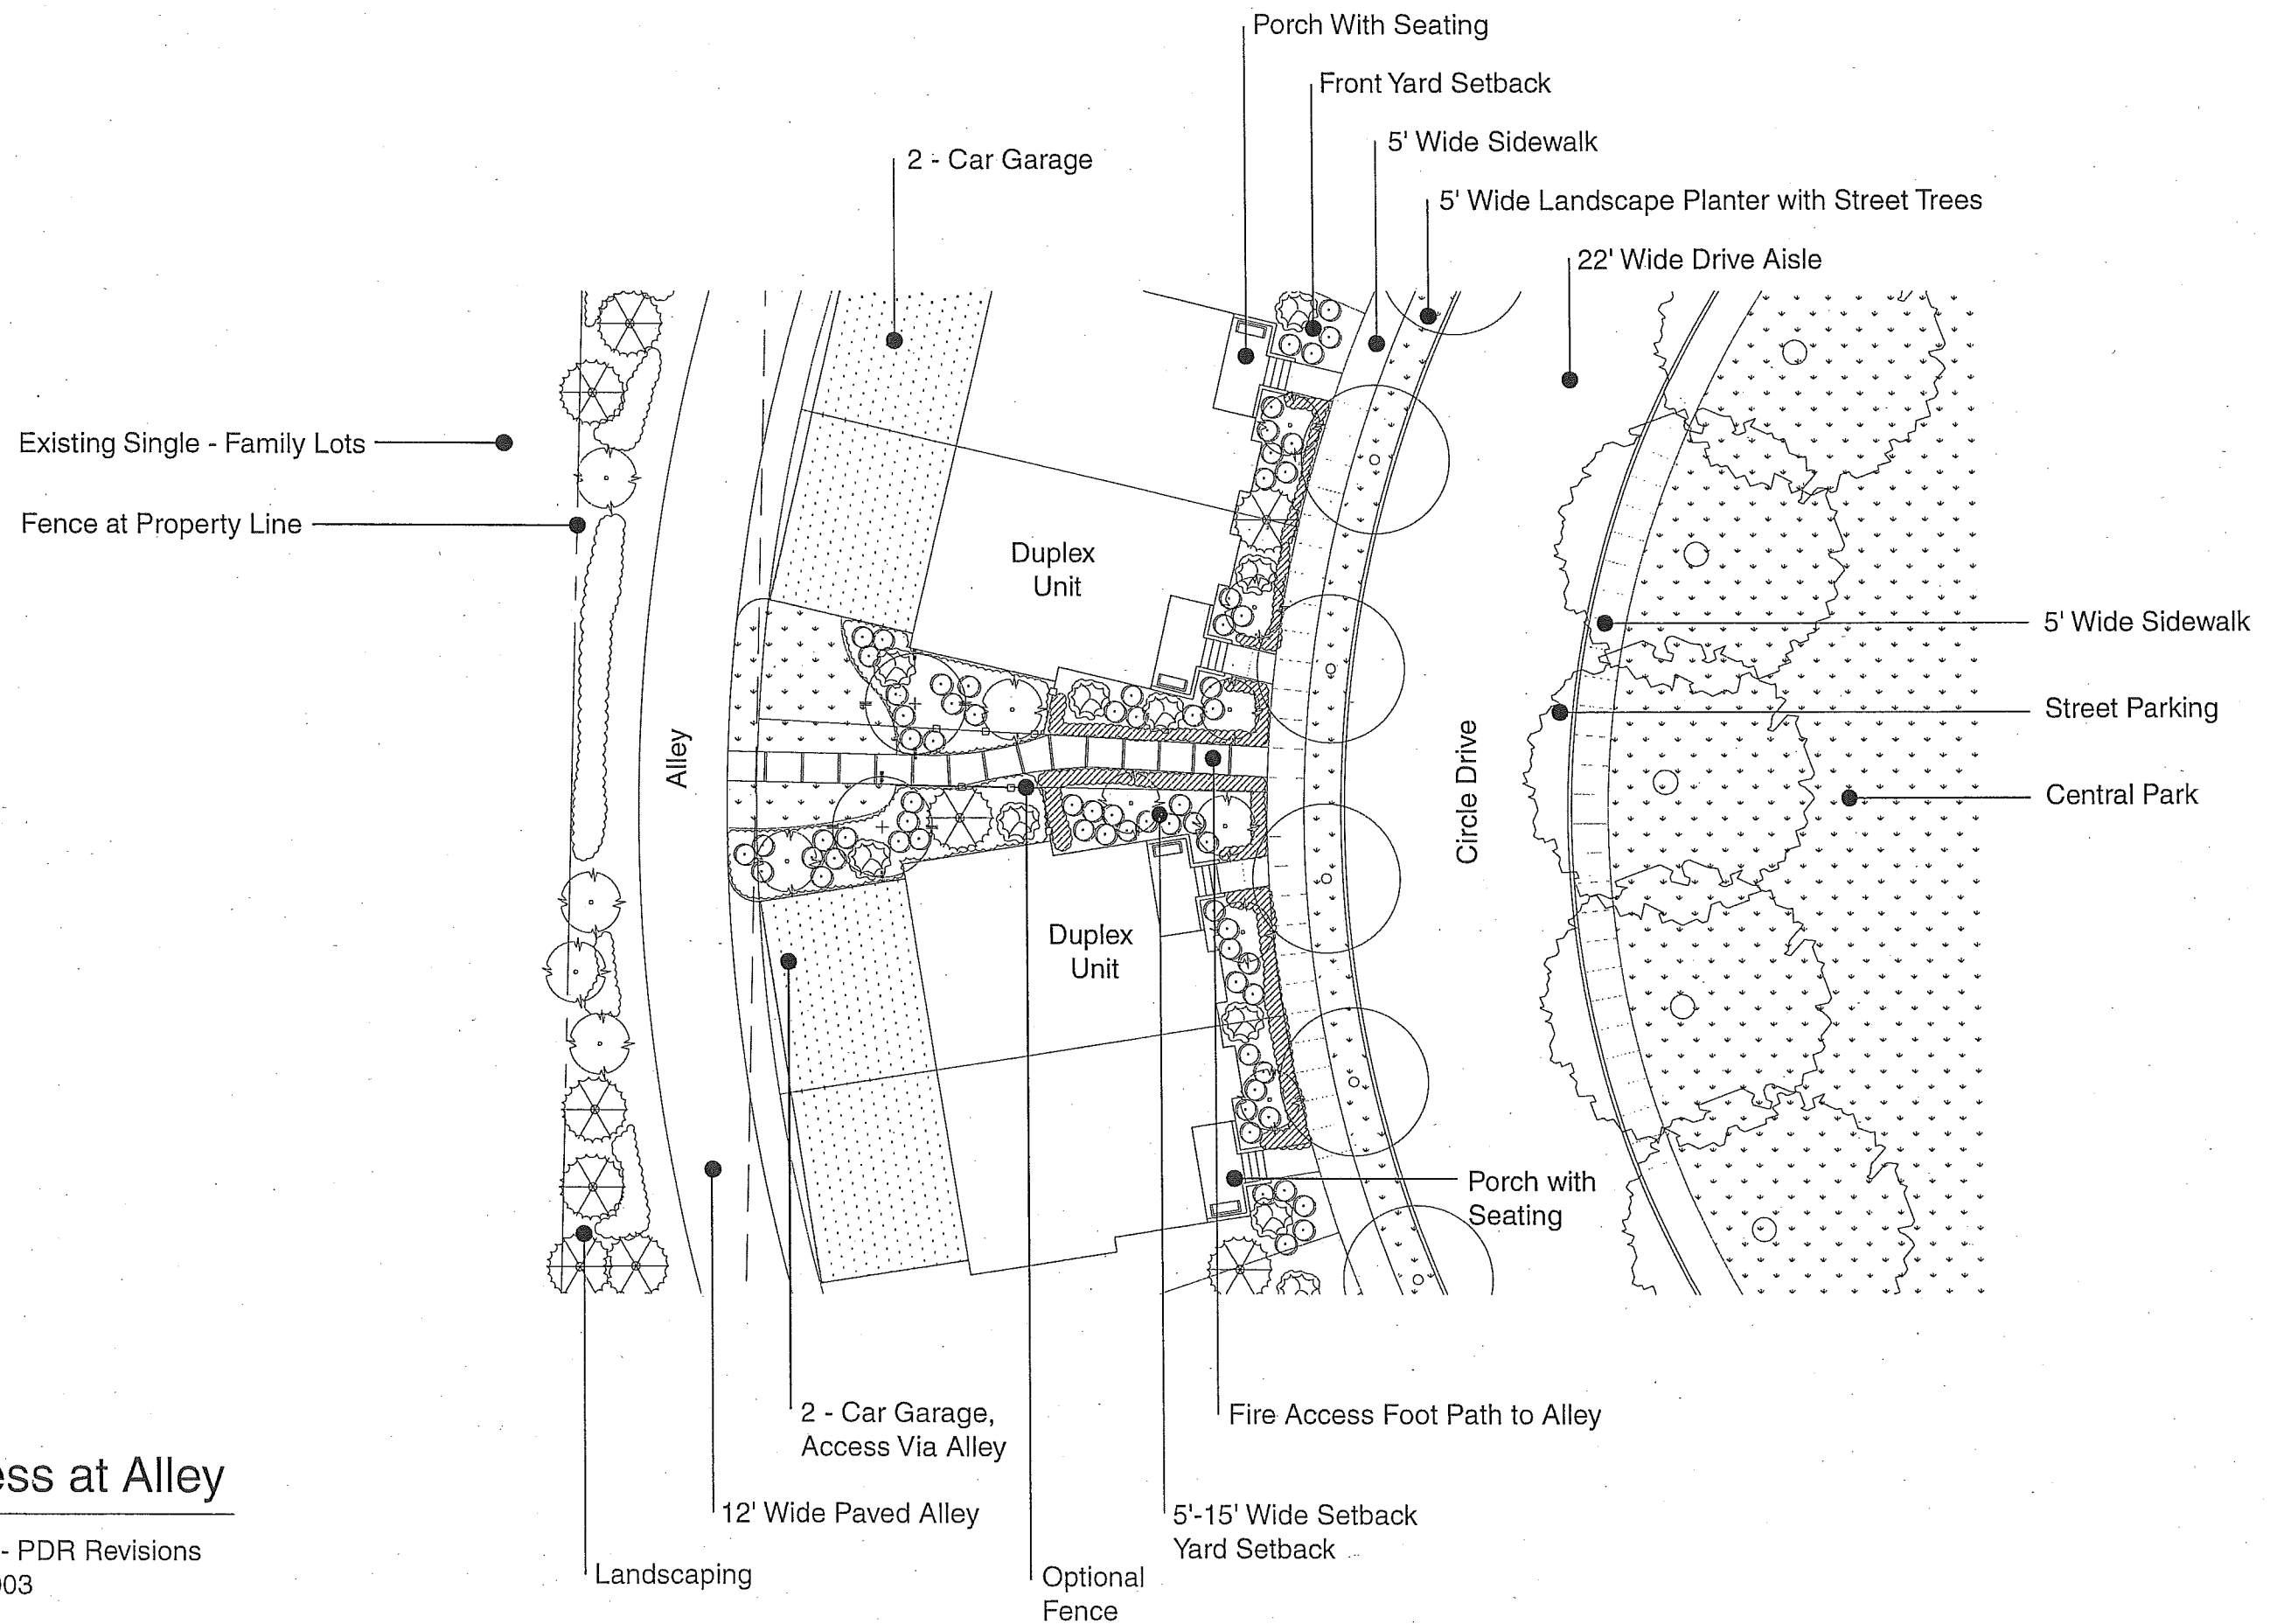 Porch With Seating
Front Yard Setback
2 - Car Garage
5' Wide Sidewalk
5' Wide Landscape Planter with Street Trees
22' Wide Drive Aisle
Existing Single - Family Lots
Fence at Property Line
Duplex
Unit
5' Wide Sidewalk
Street Parking
Alley
Circle Drive
Central Park
Duplex
Unit
Porch with
Seating
2 - Car Garage,
Access Via Alley
Fire Access Foot Path to Alley
ess at Alley
12' Wide Paved Alley
5'-15' Wide Setback
Yard Setback
- PDR Revisions
003
Landscaping
Optional
Fence